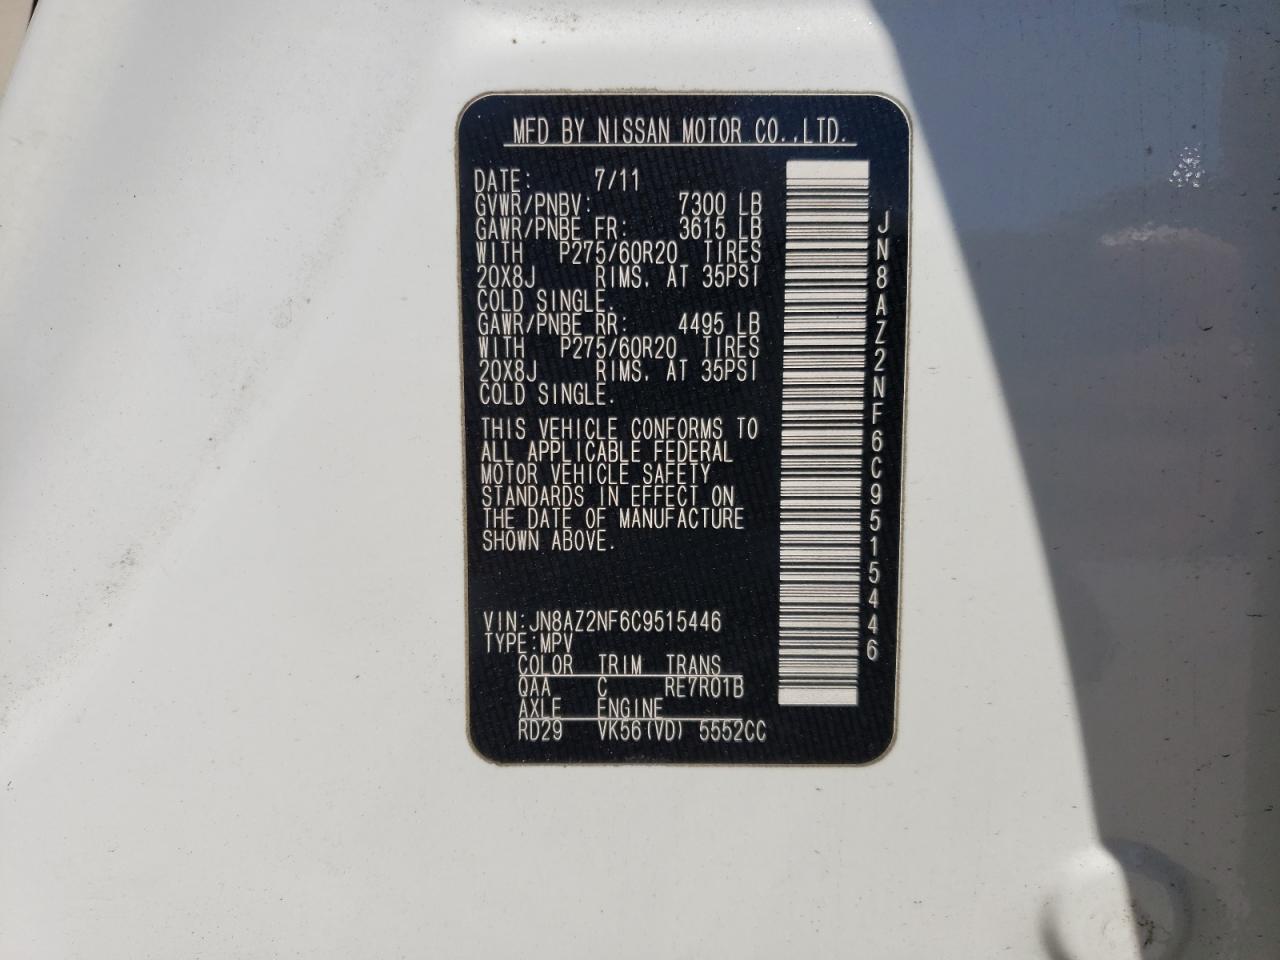 MFD BY NISSAN MOTOR CO.,LTD.
DATE: 7/11
GVWR/PNBV: 7300 LB
GAWR/PNBE FR: 3615 LB
WITH P275/60R20 TIRES
20X8J RIMS. AT 35PSI
COLD SINGLE.
GAWR/PNBE RR: 4495 LB
WITH P275/60R20 TIRES
20X8J RIMS. AT 35PSI
COLD SINGLE.
THIS VEHICLE CONFORMS TO
ALL APPLICABLE FEDERAL
MOTOR VEHICLE SAFETY
STANDARDS IN EFFECT ON
THE DATE OF MANUFACTURE
SHOWN ABOVE.
VIN:JN8AZ2NF6C9515446
TYPE:MPV
COLOR TRIM TRANS
QAA C RE7R01B
AXLE ENGINE
RD29 VK56(VD) 5552CC
JN8AZ2NF6C9515446